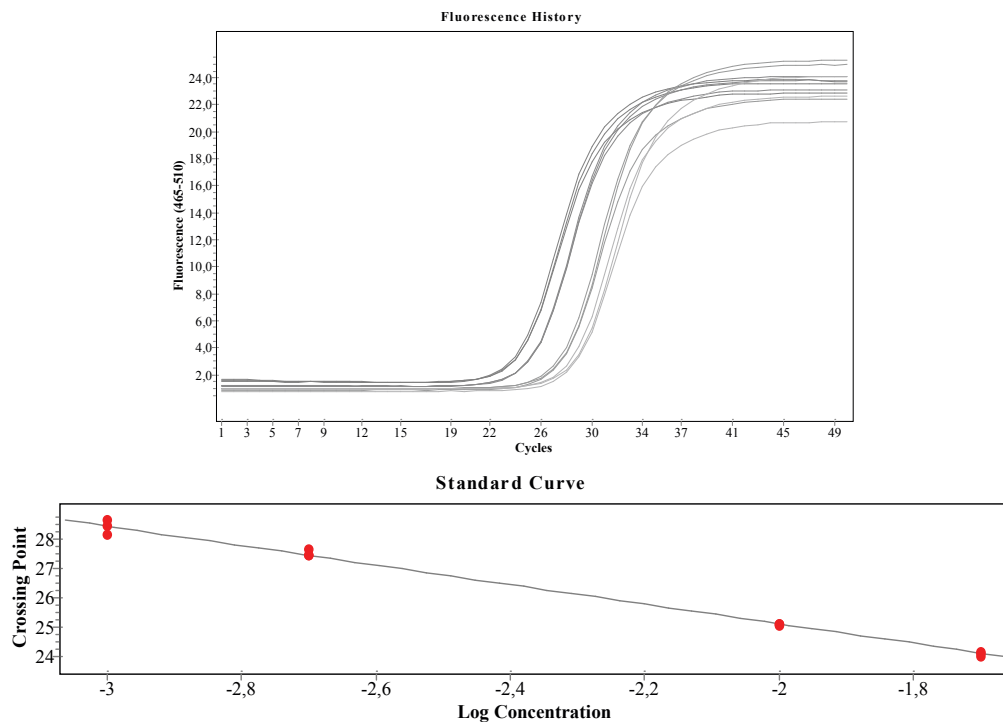 Fluorescence History
Fluorescence (465-510)
24,0
22,0
20,0
18,0
16,0
14,0
12,0
10,0
8,0
6,0
4,0
2,0
1 3 5 7 9 12 15 19 22 26 30 34 37 41 45 49
Cycles
Standard Curve
Crossing Point
28
27
26
25
24
-3 -2,8 -2,6 -2,4 -2,2 -2 -1,8
Log Concentration